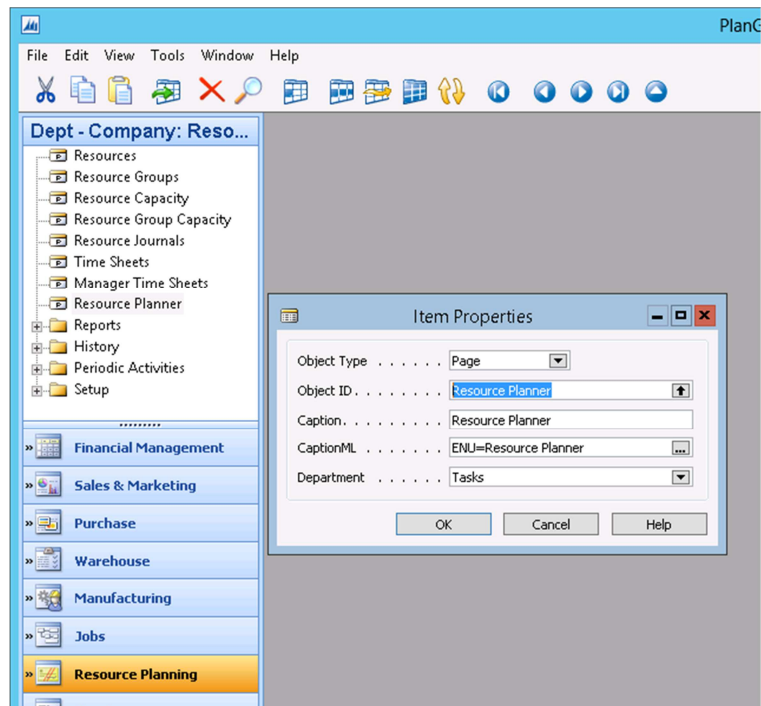 PlanG
File Edit View Tools Window Help
Dept - Company: Reso...
Resources
Resource Groups
Resource Capacity
Resource Group Capacity
Resource Journals
Time Sheets
Manager Time Sheets
Resource Planner
Reports
History
Periodic Activities
Setup
Financial Management
Sales & Marketing
Purchase
Warehouse
Manufacturing
Jobs
Resource Planning
Item Properties
Object Type . . . . . . Page
Object ID. . . . . . . . Resource Planner
Caption. . . . . . . . . Resource Planner
CaptionML . . . . . . . ENU=Resource Planner
Department . . . . . . Tasks
OK Cancel Help